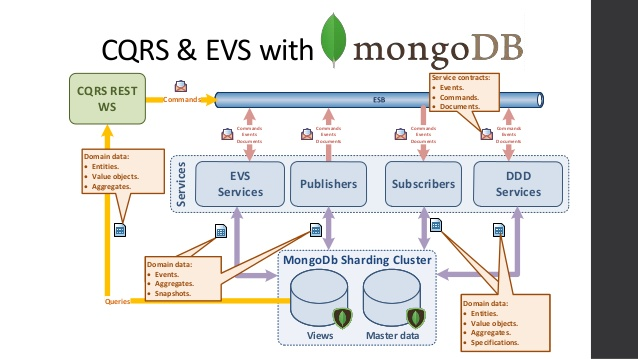 CQRS & EVS with mongoDB
CQRS REST
WS
Commands
ESB
Service contracts:
• Events.
• Commands.
• Documents.
Commands
Events
Documents
Commands
Events
Documents
Commands
Events
Documents
Commands
Events
Documents
Domain data:
• Entities.
• Value objects.
• Aggregates.
Services
EVS
Services
Publishers
Subscribers
DDD
Services
MongoDb Sharding Cluster
Domain data:
• Events.
• Aggregates.
• Snapshots.
Queries
Views
Master data
Domain data:
• Entities.
• Value objects.
• Aggregates.
• Specifications.